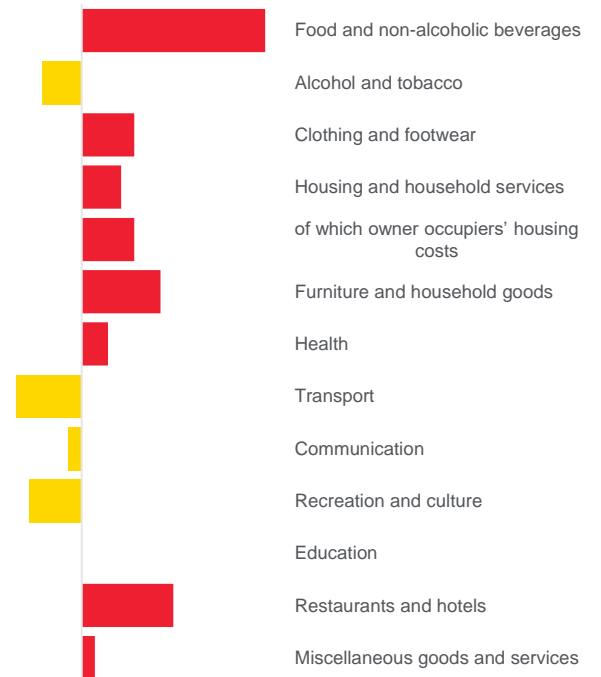 Food and non-alcoholic beverages
Alcohol and tobacco
Clothing and footwear
Housing and household services
of which owner occupiers’ housing
costs
Furniture and household goods
Health
Transport
Communication
Recreation and culture
Education
Restaurants and hotels
Miscellaneous goods and services